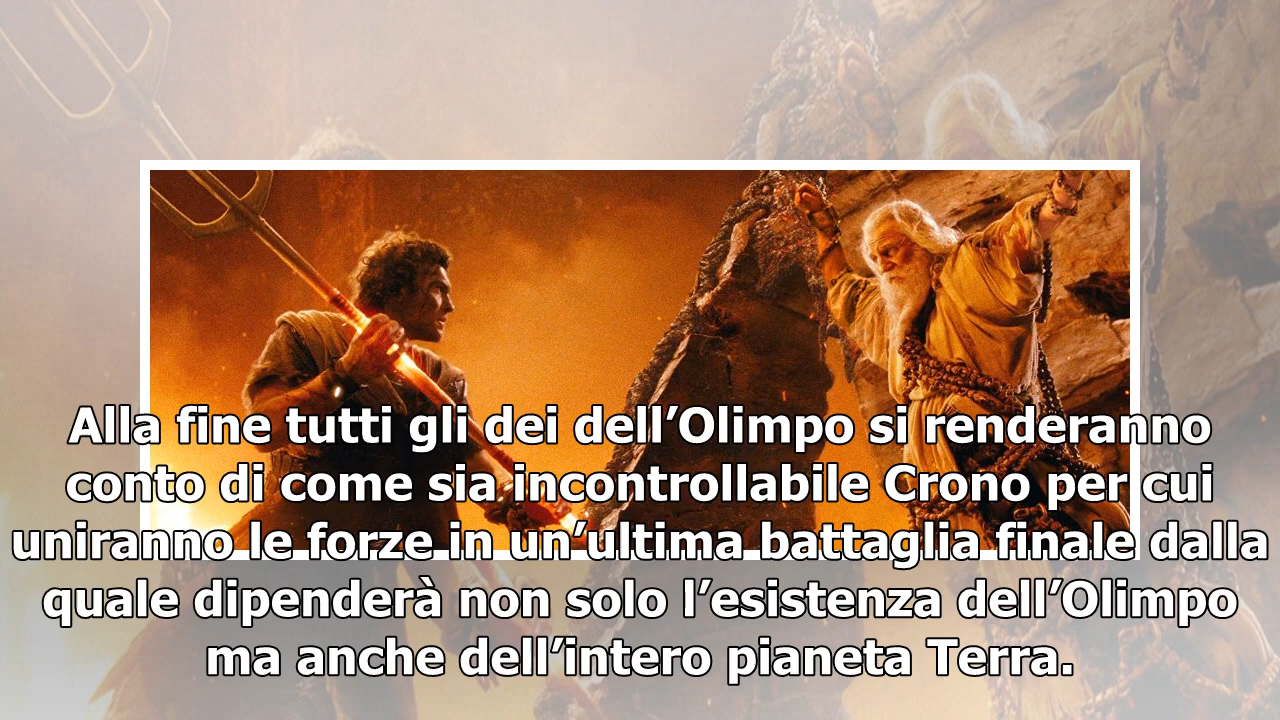 Alla fine tutti gli dei dell’Olimpo si renderanno
conto di come sia incontrollabile Crono per cui
uniranno le forze in un’ultima battaglia finale dalla
quale dipenderà non solo l’esistenza dell’Olimpo
ma anche dell’intero pianeta Terra.